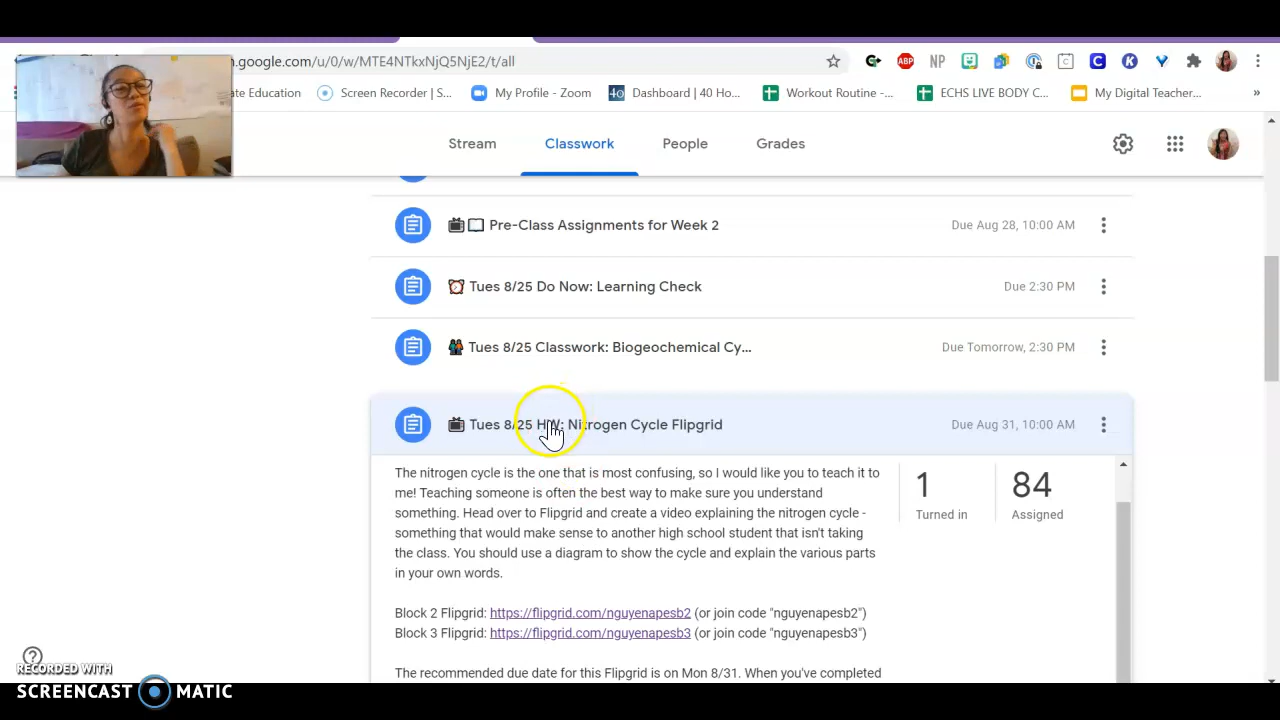 n.google.com/u/0/w/MTE4NTkxNjQ5NjE2/t/all
ABP
NP
ate Education
Screen Recorder | S...
My Profile - Zoom
Dashboard | 40 Ho...
Workout Routine -...
ECHS LIVE BODY C...
My Digital Teacher...
»
Stream
Classwork
People
Grades
Pre-Class Assignments for Week 2
Due Aug 28, 10:00 AM
Tues 8/25 Do Now: Learning Check
Due 2:30 PM
Tues 8/25 Classwork: Biogeochemical Cy...
Due Tomorrow, 2:30 PM
Tues 8/25 HW: Nitrogen Cycle Flipgrid
Due Aug 31, 10:00 AM
The nitrogen cycle is the one that is most confusing, so I would like you to teach it to
me! Teaching someone is often the best way to make sure you understand
something. Head over to Flipgrid and create a video explaining the nitrogen cycle -
something that would make sense to another high school student that isn't taking
the class. You should use a diagram to show the cycle and explain the various parts
in your own words.
1
Turned in
84
Assigned
Block 2 Flipgrid: https://flipgrid.com/nguyenapesb2 (or join code "nguyenapesb2")
Block 3 Flipgrid: https://flipgrid.com/nguyenapesb3 (or join code "nguyenapesb3")
The recommended due date for this Flipgrid is on Mon 8/31. When you've completed
RECORDED WITH
SCREENCAST MATIC